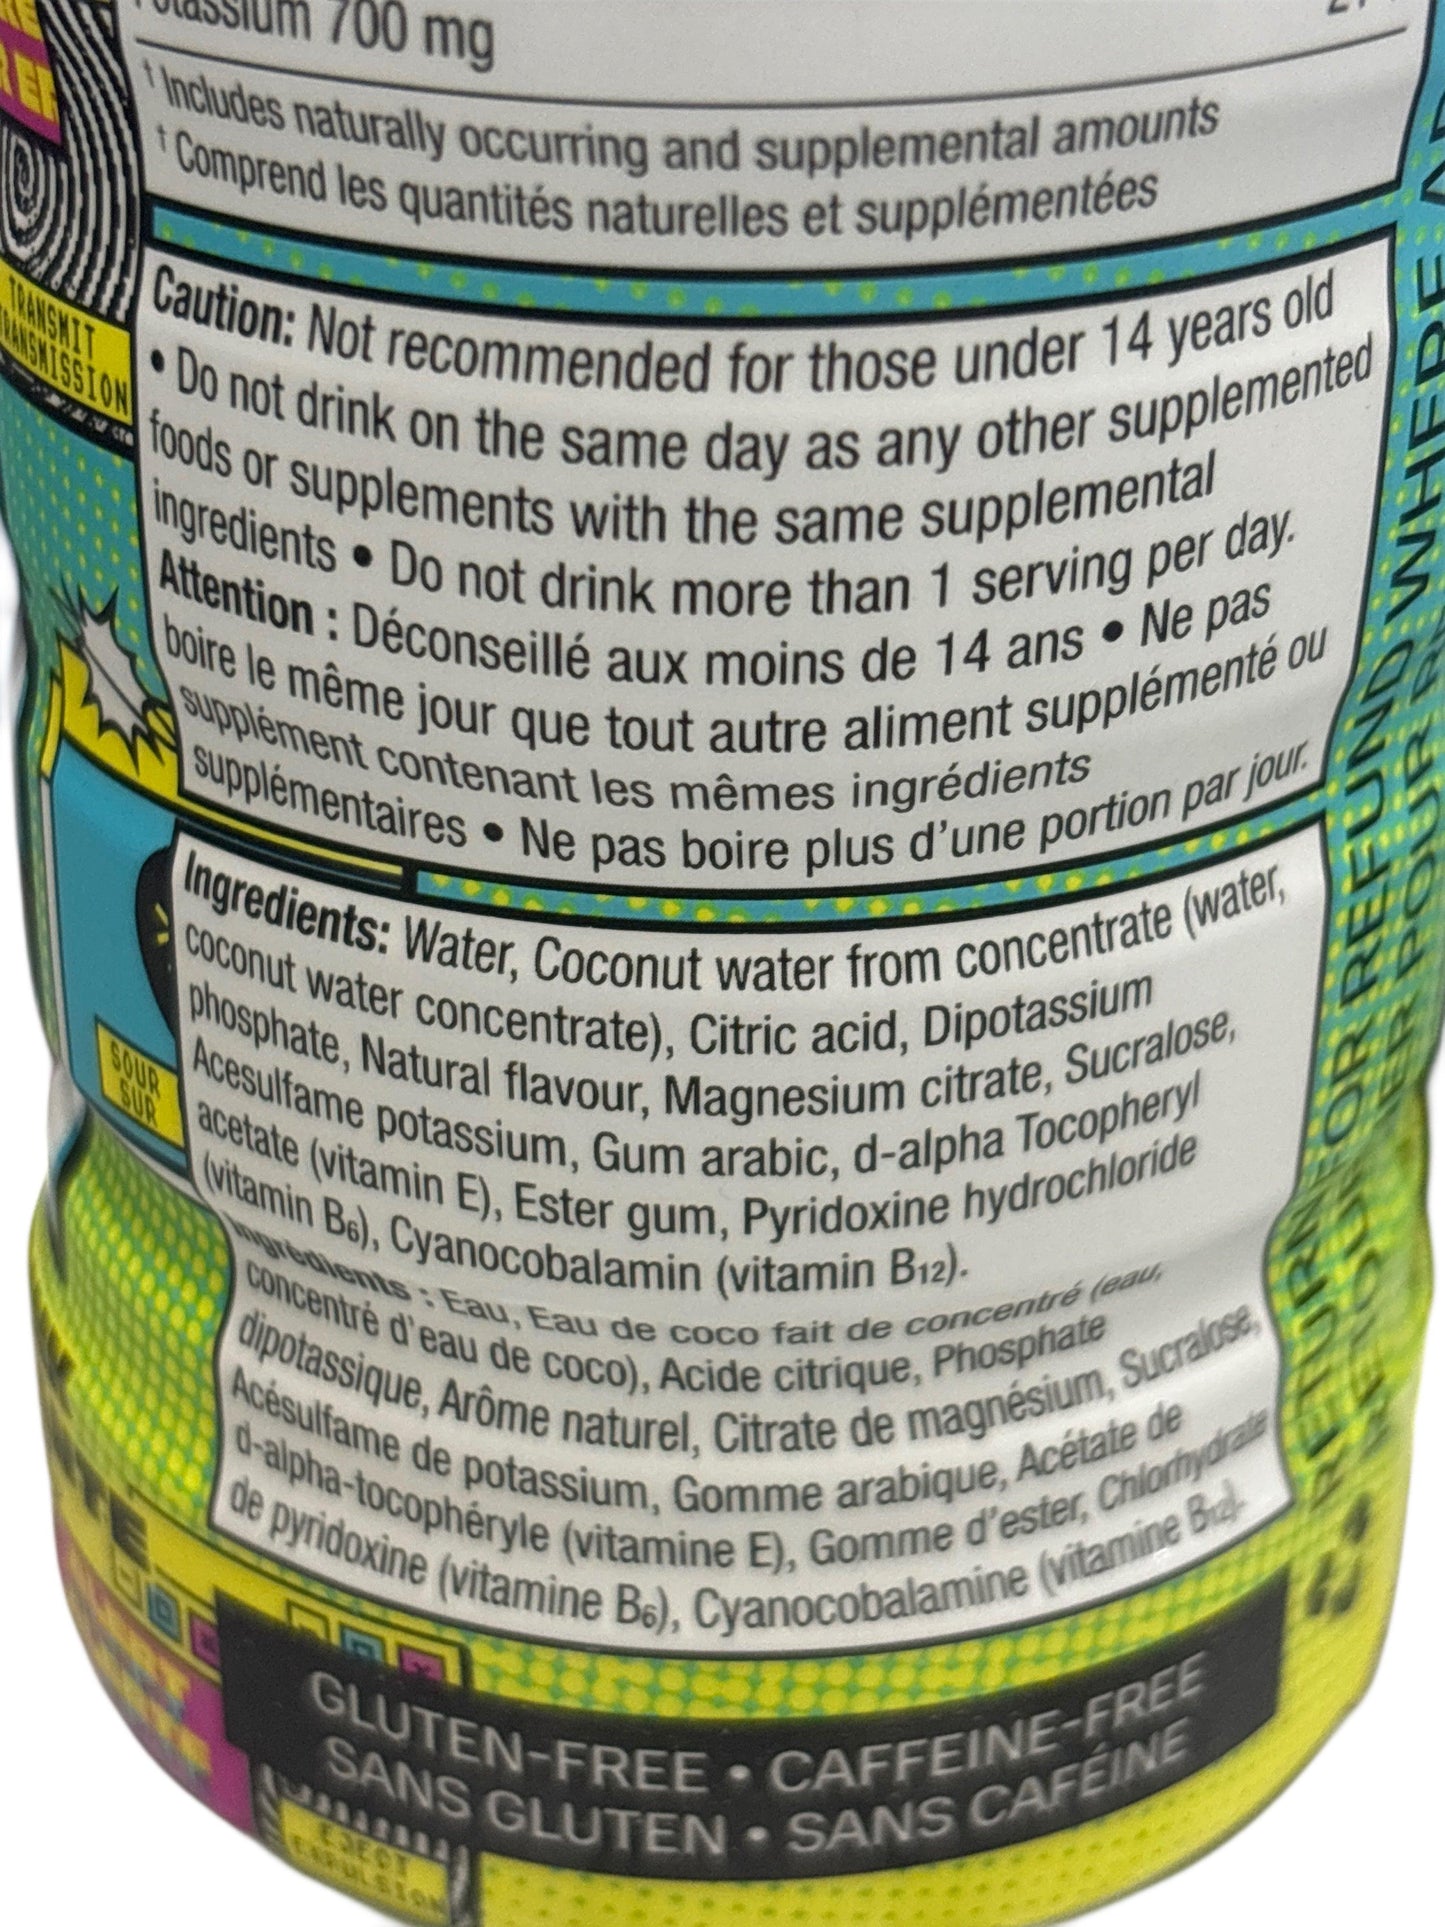 Potassium 700 mg
† Includes naturally occurring and supplemental amounts
† Comprend les quantités naturelles et supplémentées
TRANSMIT
TRANSMISSION
Caution: Not recommended for those under 14 years old
• Do not drink on the same day as any other supplemented
foods or supplements with the same supplemental
ingredients • Do not drink more than 1 serving per day.
Attention : Déconseillé aux moins de 14 ans • Ne pas
boire le même jour que tout autre aliment supplémenté ou
supplément contenant les mêmes ingrédients
supplémentaires • Ne pas boire plus d'une portion par jour.
SOUR
SUR
Ingredients: Water, Coconut water from concentrate (water,
coconut water concentrate), Citric acid, Dipotassium
phosphate, Natural flavour, Magnesium citrate, Sucralose,
Acesulfame potassium, Gum arabic, d-alpha Tocopheryl
acetate (vitamin E), Ester gum, Pyridoxine hydrochloride
(vitamin B6), Cyanocobalamin (vitamin B12).
Ingrédients : Eau, Eau de coco fait de concentré (eau,
concentré d'eau de coco), Acide citrique, Phosphate
dipotassique, Arôme naturel, Citrate de magnésium, Sucralose,
Acésulfame de potassium, Gomme arabique, Acétate de
d-alpha-tocophéryle (vitamine E), Gomme d'ester, Chlorhydrate
de pyridoxine (vitamine B6), Cyanocobalamine (vitamine B12).
GLUTEN-FREE • CAFFEINE-FREE
SANS GLUTEN • SANS CAFÉINE
EJECT
EXPULSION
RETURN FOR REFUND WHERE